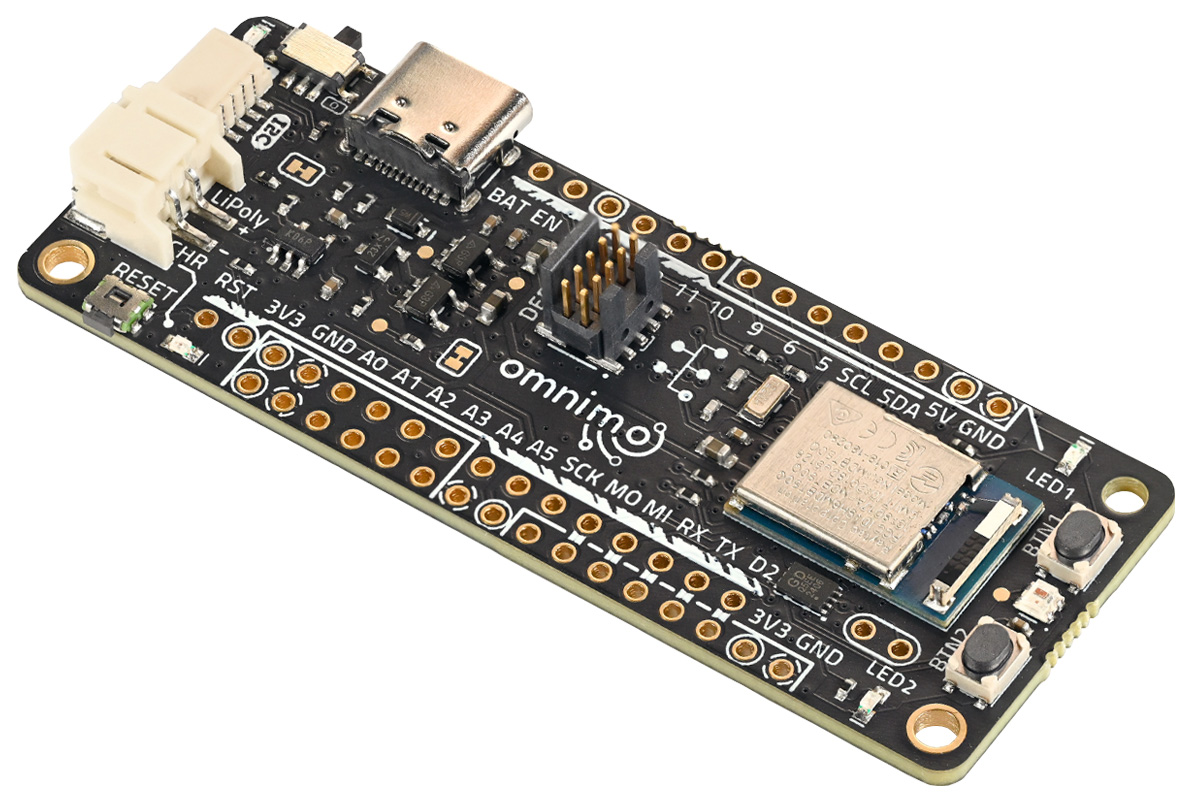 I2C
BAT EN
LiPoly
+
-
CHR
RESET
RST
3V3 GND A0 A1 A2 A3 A4 A5 SCK MO MI RX TX D2
11 10 9 6 5 SCL SDA 5V GND
omnimo
LED1
BTN1
BTN2
LED2
3V3 GND